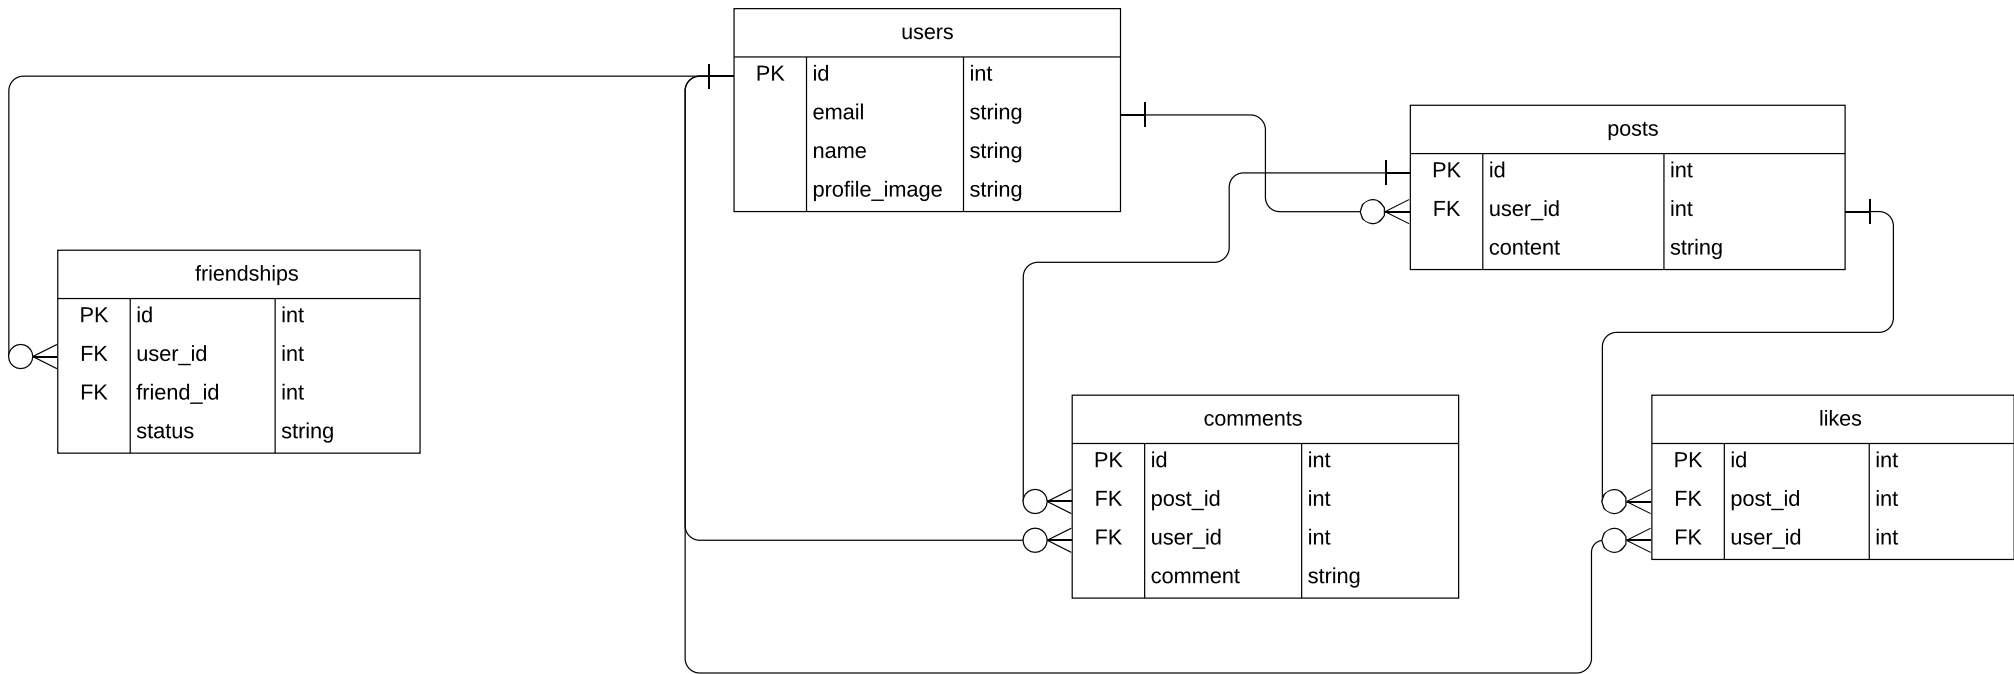 users
PK id int
email string
name string
profile_image string
posts
PK id int
FK user_id int
content string
friendships
PK id int
FK user_id int
FK friend_id int
status string
comments
PK id int
FK post_id int
FK user_id int
comment string
likes
PK id int
FK post_id int
FK user_id int